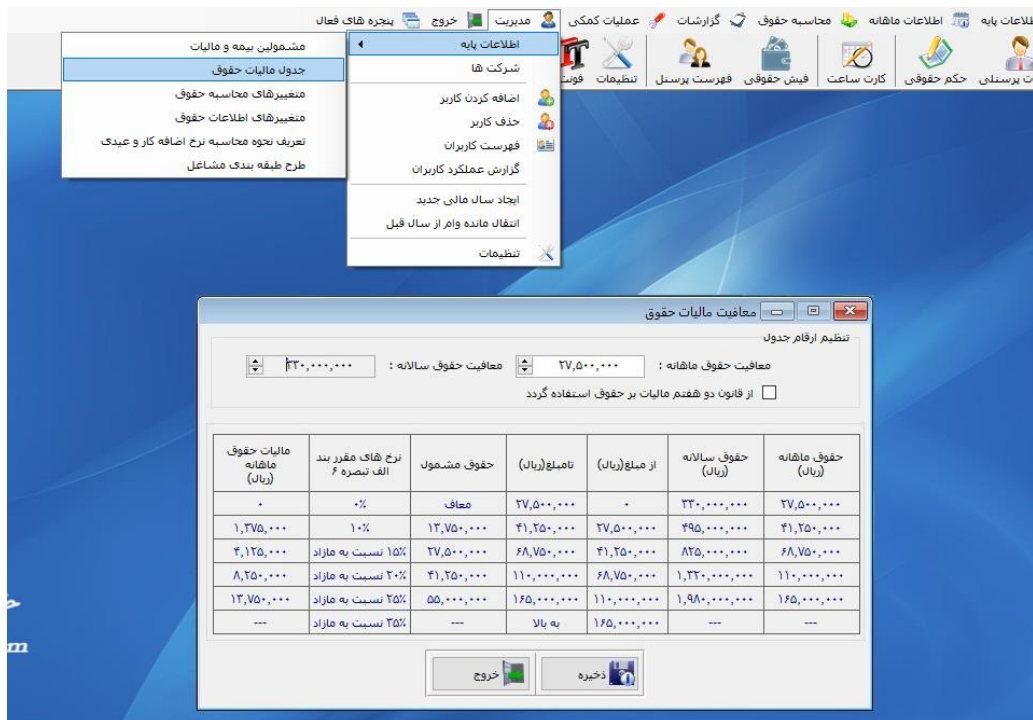 طلاعات پایه اطلاعات ماهانه محاسبه حقوق گزارشات عملیات کمکی مدیریت خروج پنجره های فعال
ت پرسنلی حکم حقوقی کارت ساعت فیش حقوقی فهرست پرسنل تنظیمات فونت
اطلاعات پایه
شرکت ها
اضافه کردن کاربر
حذف کاربر
فهرست کاربران
گزارش عملکرد کاربران
ایجاد سال مالی جدید
انتقال مانده وام از سال قبل
تنظیمات
مشمولین بیمه و مالیات
جدول مالیات حقوق
متغییرهای محاسبه حقوق
متغییرهای اطلاعات حقوق
تعریف نحوه محاسبه نرخ اضافه کار و عیدی
طرح طبقه بندی مشاغل
معافیت مالیات حقوق
تنظیم ارقام جدول
معافیت حقوق ماهانه : ۲۷,۵۰۰,۰۰۰ معافیت حقوق سالانه : ۳۳۰,۰۰۰,۰۰۰
از قانون دو هفتم مالیات بر حقوق استفاده گردد
حقوق ماهانه (ریال) حقوق سالانه (ریال) از مبلغ(ریال) تامبلغ(ریال) حقوق مشمول نرخ های مقرر بند الف تبصره ۶ مالیات حقوق ماهانه (ریال)
۲۷,۵۰۰,۰۰۰ ۳۳۰,۰۰۰,۰۰۰ ۰ ۲۷,۵۰۰,۰۰۰ معاف ۰% ۰
۴۱,۲۵۰,۰۰۰ ۴۹۵,۰۰۰,۰۰۰ ۲۷,۵۰۰,۰۰۰ ۴۱,۲۵۰,۰۰۰ ۱۳,۷۵۰,۰۰۰ ۱۰% ۱,۳۷۵,۰۰۰
۶۸,۷۵۰,۰۰۰ ۸۲۵,۰۰۰,۰۰۰ ۴۱,۲۵۰,۰۰۰ ۶۸,۷۵۰,۰۰۰ ۲۷,۵۰۰,۰۰۰ ۱۵% نسبت به مازاد ۴,۱۲۵,۰۰۰
۱۱۰,۰۰۰,۰۰۰ ۱,۳۲۰,۰۰۰,۰۰۰ ۶۸,۷۵۰,۰۰۰ ۱۱۰,۰۰۰,۰۰۰ ۴۱,۲۵۰,۰۰۰ ۲۰% نسبت به مازاد ۸,۲۵۰,۰۰۰
۱۶۵,۰۰۰,۰۰۰ ۱,۹۸۰,۰۰۰,۰۰۰ ۱۱۰,۰۰۰,۰۰۰ ۱۶۵,۰۰۰,۰۰۰ ۵۵,۰۰۰,۰۰۰ ۲۵% نسبت به مازاد ۱۳,۷۵۰,۰۰۰
--- --- ۱۶۵,۰۰۰,۰۰۰ به بالا --- ۳۵% نسبت به مازاد ---
ذخیره خروج
m